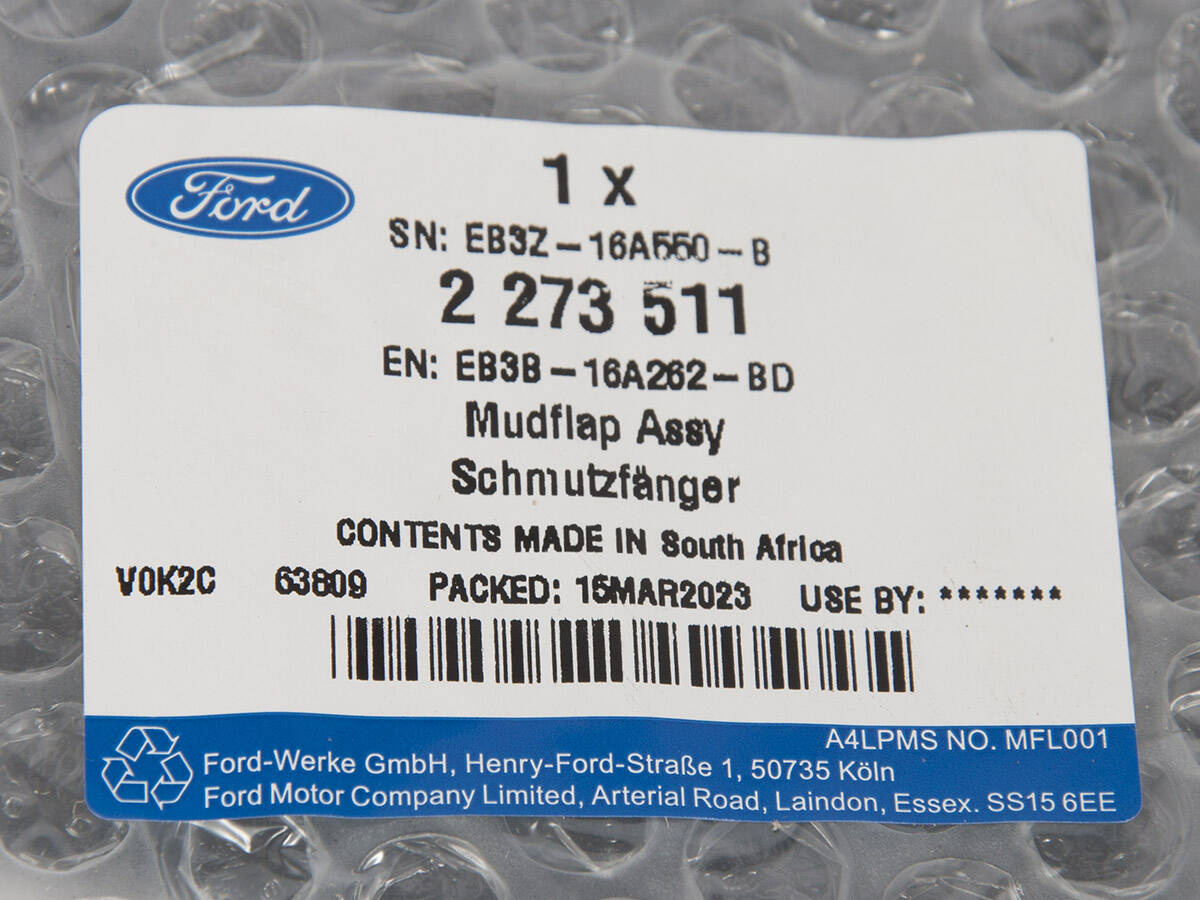 Ford
1 x
SN: EB3Z-16A550-B
2 273 511
EN: EB3B-16A262-BD
Mudflap Assy
Schmutzfänger
CONTENTS MADE IN South Africa
V0K2C 63809 PACKED: 15MAR2023 USE BY: *******
A4LPMS NO. MFL001
Ford-Werke GmbH, Henry-Ford-Straße 1, 50735 Köln
Ford Motor Company Limited, Arterial Road, Laindon, Essex. SS15 6EE